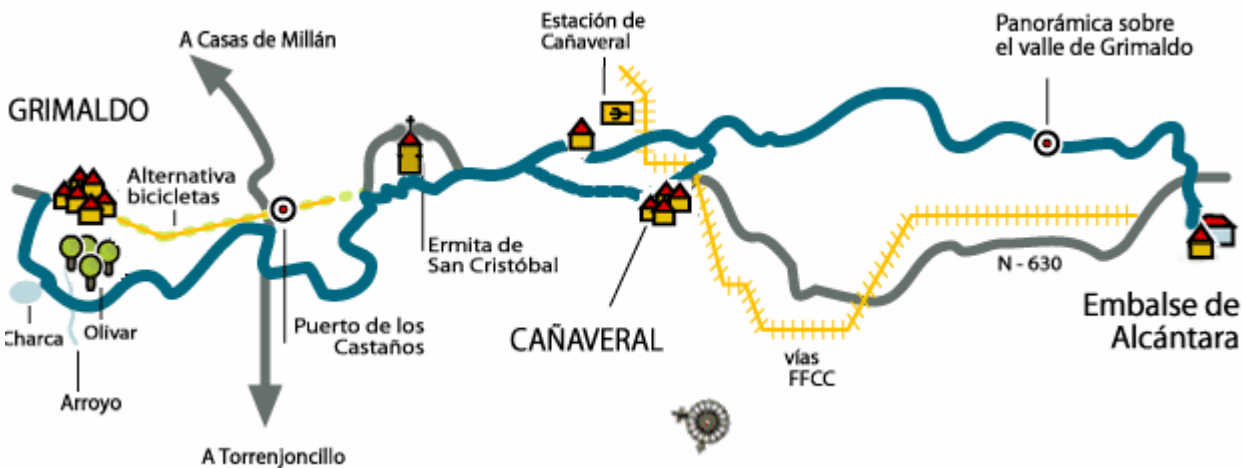 A Casas de Millán
Estación de
Cañaveral
Panorámica sobre
el valle de Grimaldo
GRIMALDO
Alternativa
bicicletas
Ermita de
San Cristóbal
N - 630
Charca
Olivar
Puerto de los
Castaños
CAÑAVERAL
Embalse de
Alcántara
vías
FFCC
Arroyo
A Torrenjoncillo